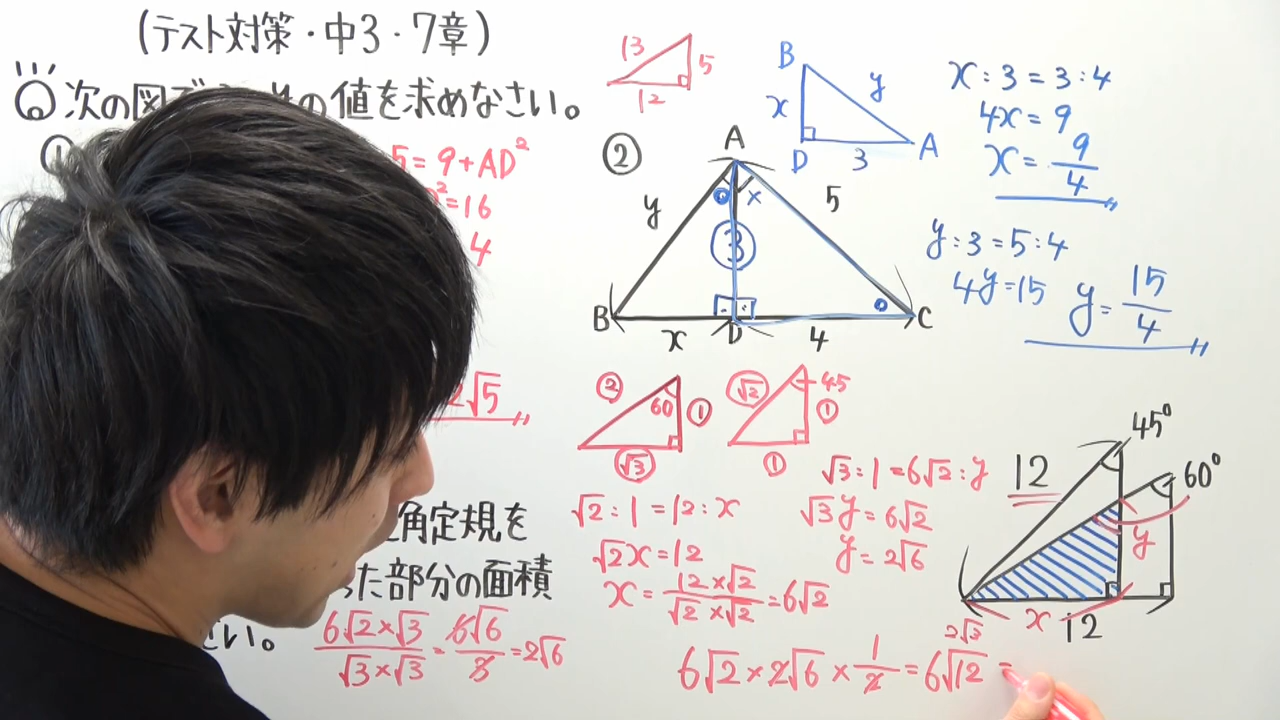 (テスト対策・中3・7章)
次の図で の値を求めなさい。
5=9+AD²
²=16
4
2√5
角定規を
た部分の面積
さい。
6√2×√3/√3×√3=6√6/3=2√6
13
5
12
②
A
B
C
D
y
5
x
4
③
○
×
○
B
x
y
D
3
A
x:3=3:4
4x=9
x=9/4
y:3=5:4
4y=15
y=15/4
②
60
①
√3
√2
45
①
①
√2:1=12:x
√2x=12
x=12×√2/√2×√2=6√2
√3:1=6√2:y
√3y=6√2
y=2√6
12
45°
60°
y
x
12
2√3
6√2×2√6×1/2=6√12=